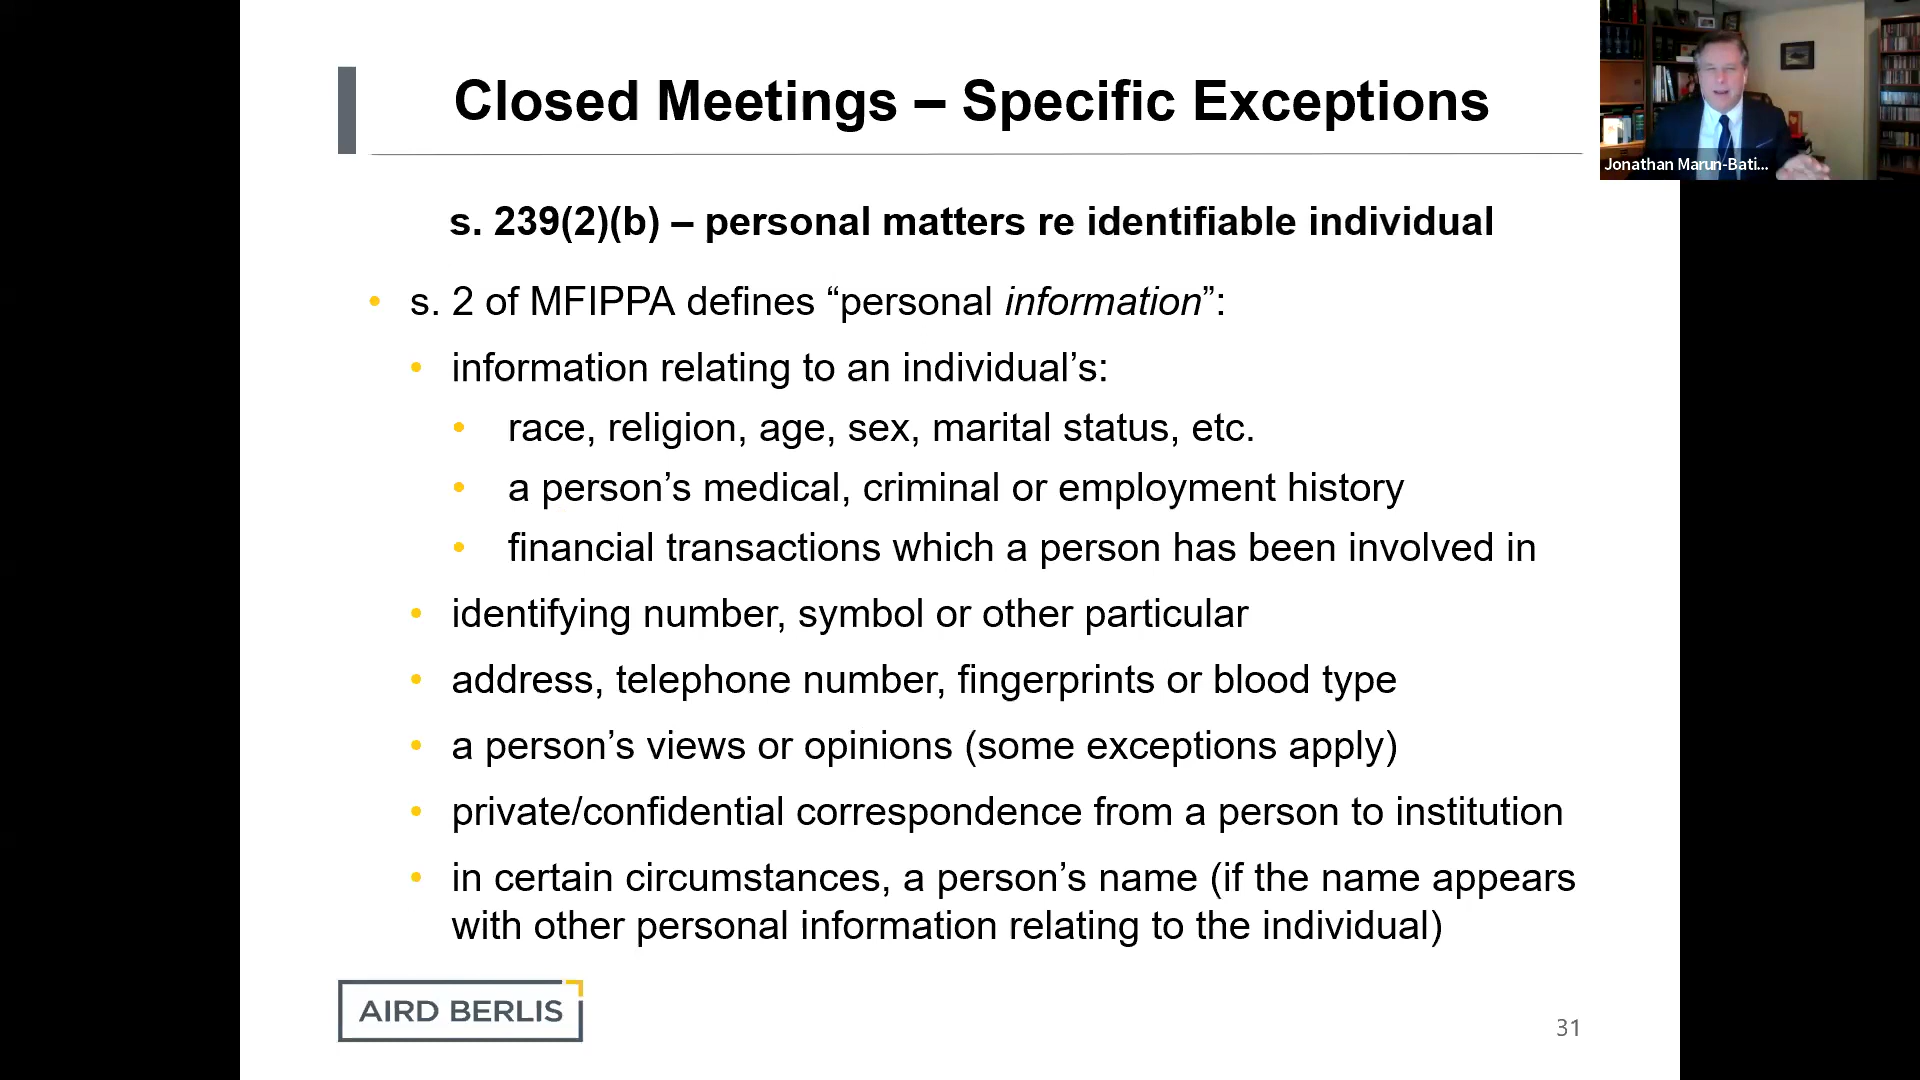 Closed Meetings – Specific Exceptions
Jonathan Marun-Bati...
s. 239(2)(b) – personal matters re identifiable individual
• s. 2 of MFIPPA defines “personal information”:
• information relating to an individual’s:
• race, religion, age, sex, marital status, etc.
• a person’s medical, criminal or employment history
• financial transactions which a person has been involved in
• identifying number, symbol or other particular
• address, telephone number, fingerprints or blood type
• a person’s views or opinions (some exceptions apply)
• private/confidential correspondence from a person to institution
• in certain circumstances, a person’s name (if the name appears
with other personal information relating to the individual)
AIRD BERLIS
31